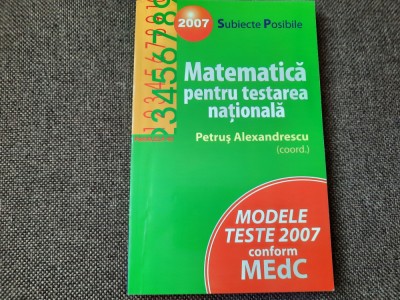 2007 Subiecte Posibile
Matematică
pentru testarea
națională
Petruș Alexandrescu
(coord.)
MODELE
TESTE 2007
conform
MEdC